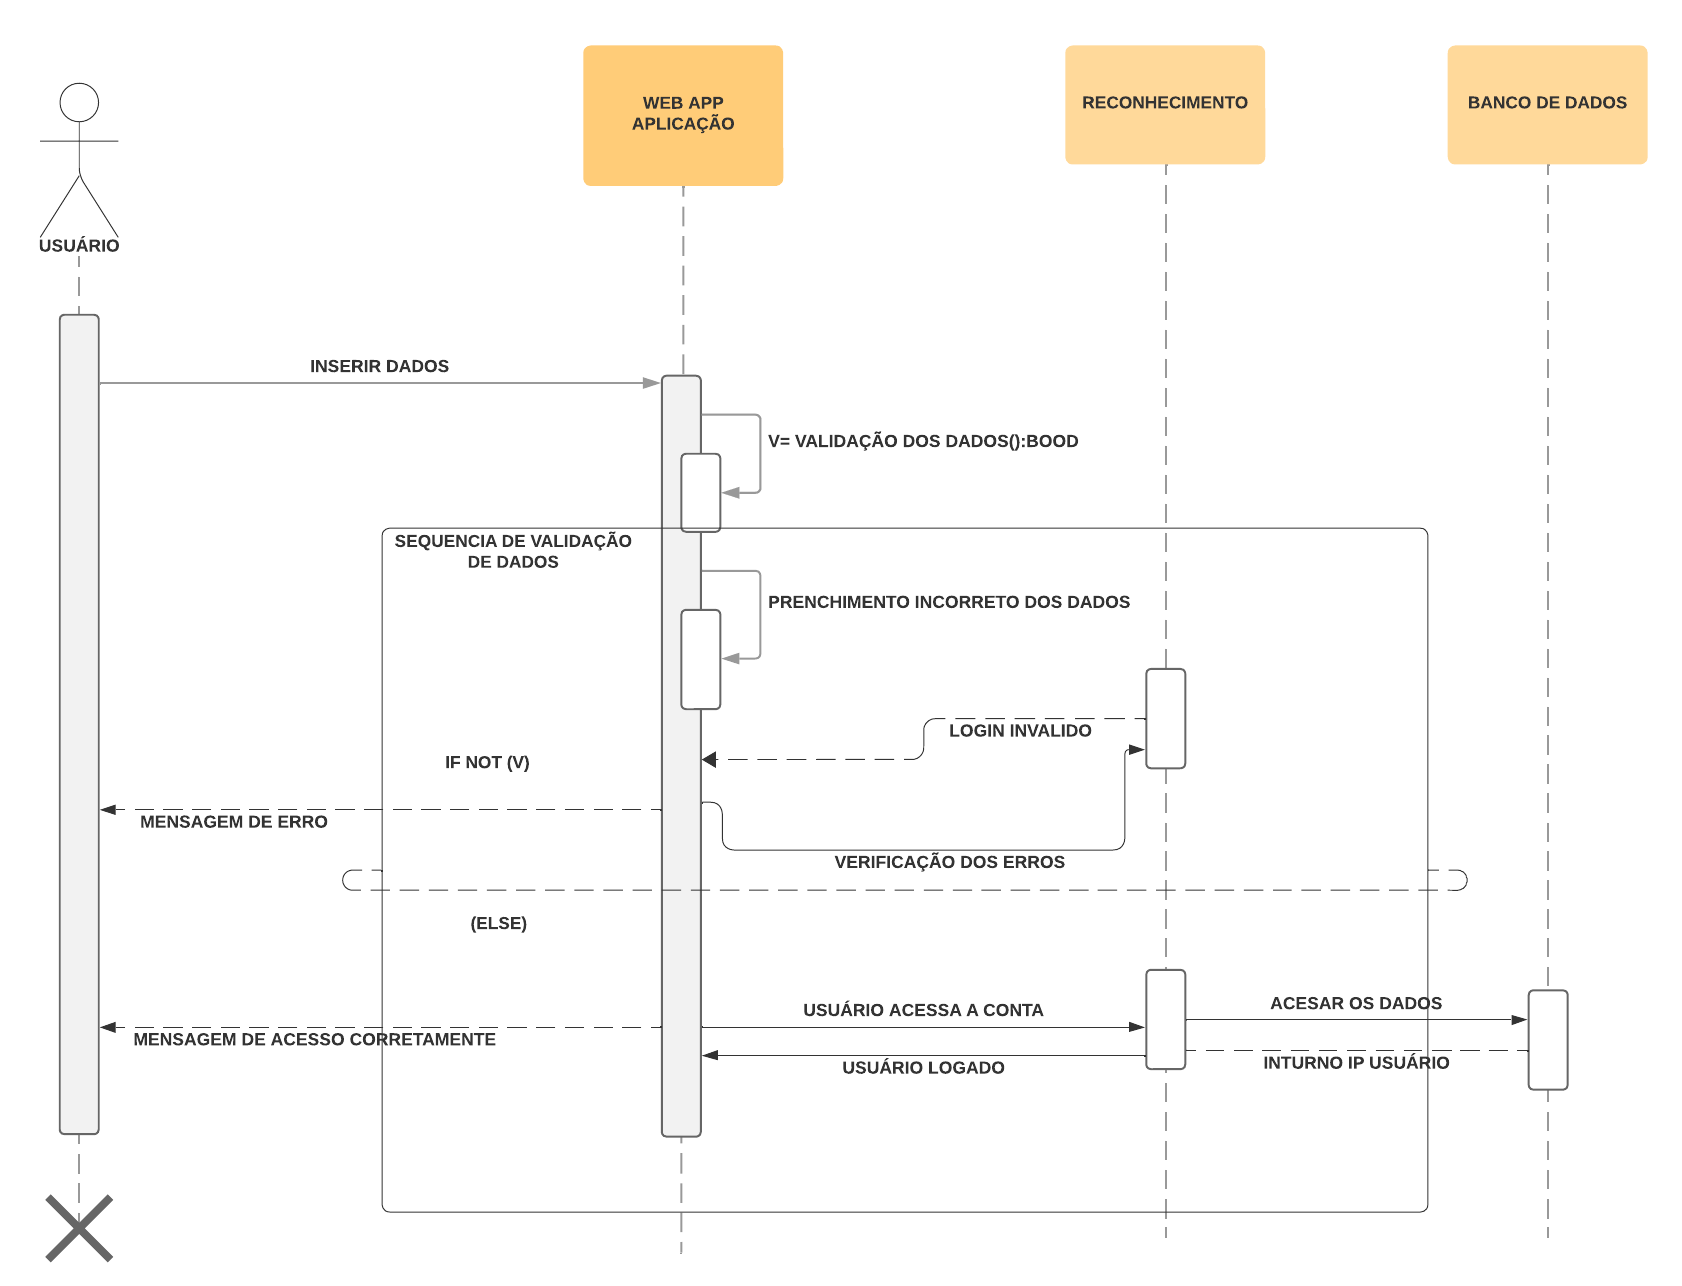 WEB APP
APLICAÇÃO
RECONHECIMENTO
BANCO DE DADOS
USUÁRIO
INSERIR DADOS
V= VALIDAÇÃO DOS DADOS():BOOD
SEQUENCIA DE VALIDAÇÃO
DE DADOS
PRENCHIMENTO INCORRETO DOS DADOS
LOGIN INVALIDO
IF NOT (V)
MENSAGEM DE ERRO
VERIFICAÇÃO DOS ERROS
(ELSE)
USUÁRIO ACESSA A CONTA
ACESAR OS DADOS
MENSAGEM DE ACESSO CORRETAMENTE
USUÁRIO LOGADO
INTURNO IP USUÁRIO